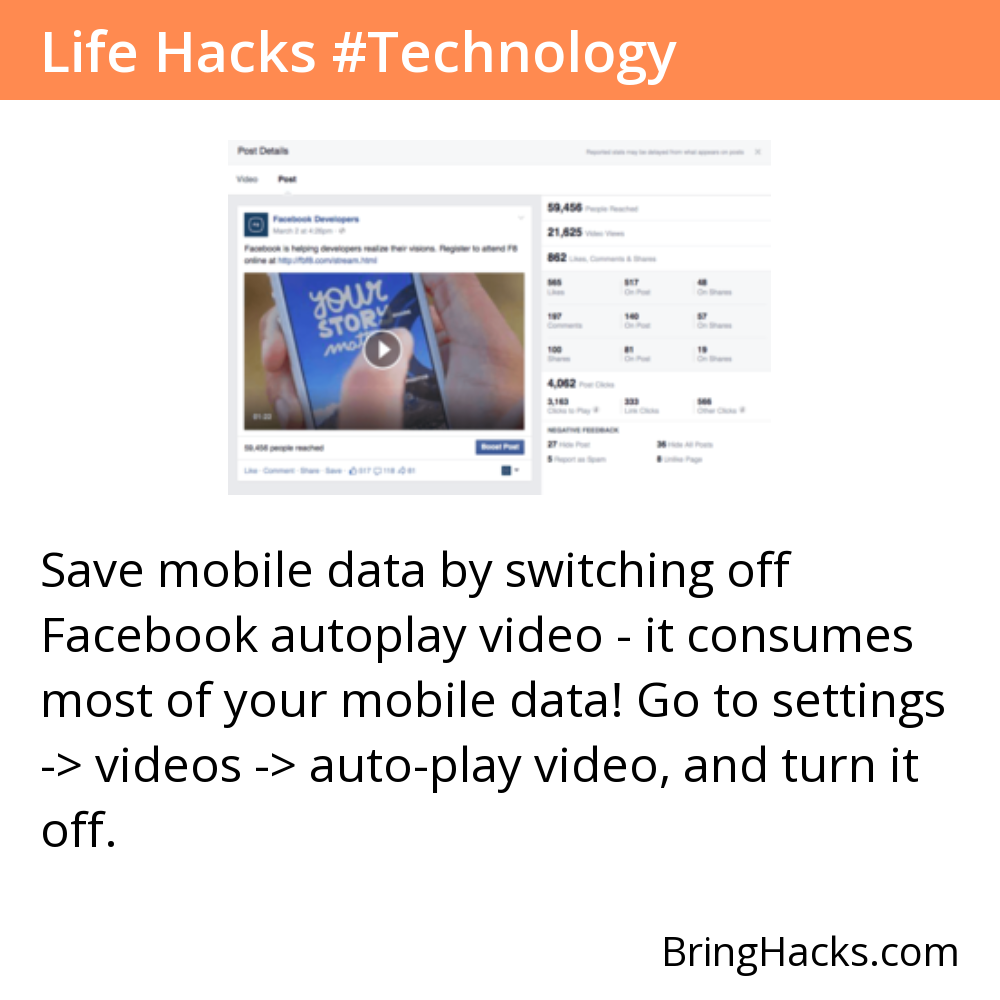 Life Hacks #Technology
Post Details
Reported stats may be delayed from what appears on posts
Video Post
Facebook Developers
March 2 at 4:28pm
Facebook is helping developers realize their visions. Register to attend F8
online at http://fbf8.com/stream.html
YOUR
STORY
01:22
59,456 people reached
Boost Post
Like · Comment · Share · Save · 517 118 81
59,456 People Reached
21,625 Video Views
862 Likes, Comments & Shares
565 517 48
Likes On Post On Shares
197 140 57
Comments On Post On Shares
100 81 19
Shares On Post On Shares
4,062 Post Clicks
3,163 333 566
Clicks to Play Link Clicks Other Clicks
NEGATIVE FEEDBACK
27 Hide Post 36 Hide All Posts
5 Report as Spam 8 Unlike Page
Save mobile data by switching off
Facebook autoplay video - it consumes
most of your mobile data! Go to settings
-> videos -> auto-play video, and turn it
off.
BringHacks.com